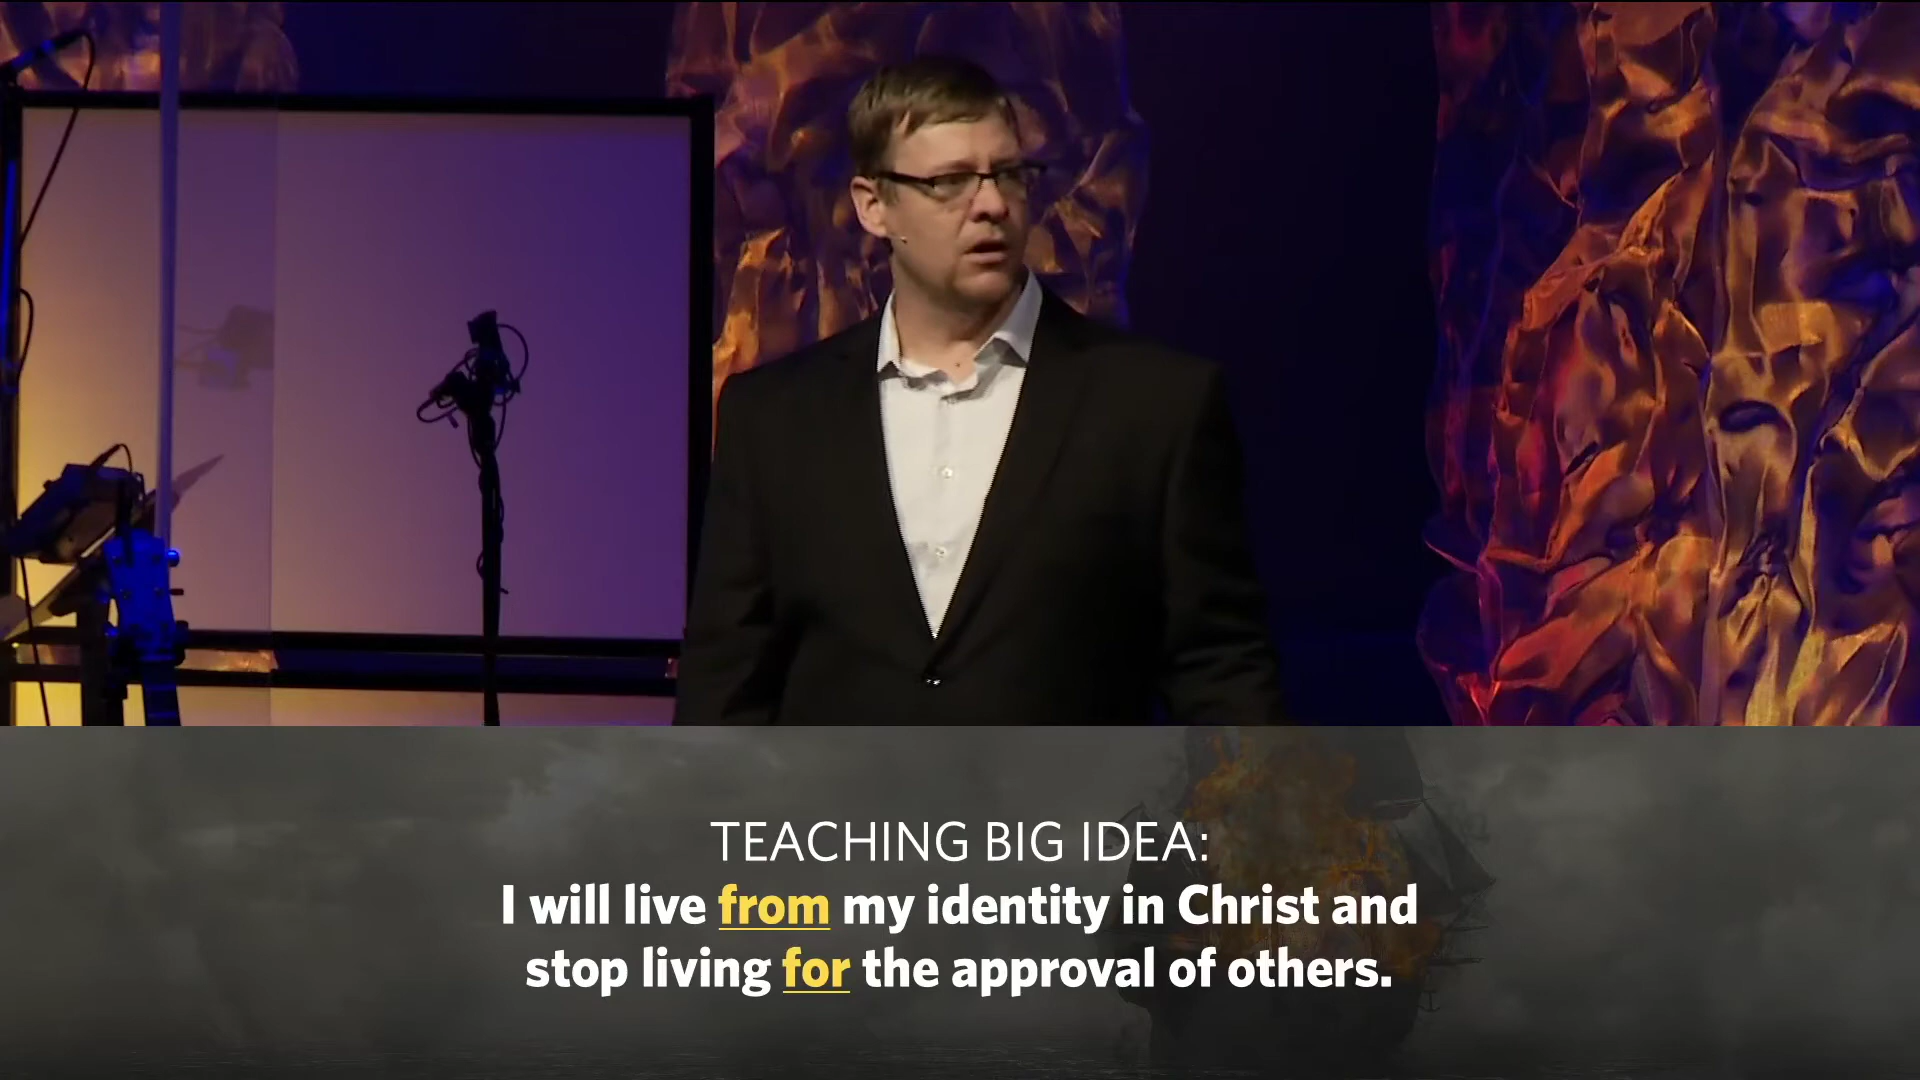 TEACHING BIG IDEA:
I will live from my identity in Christ and
stop living for the approval of others.